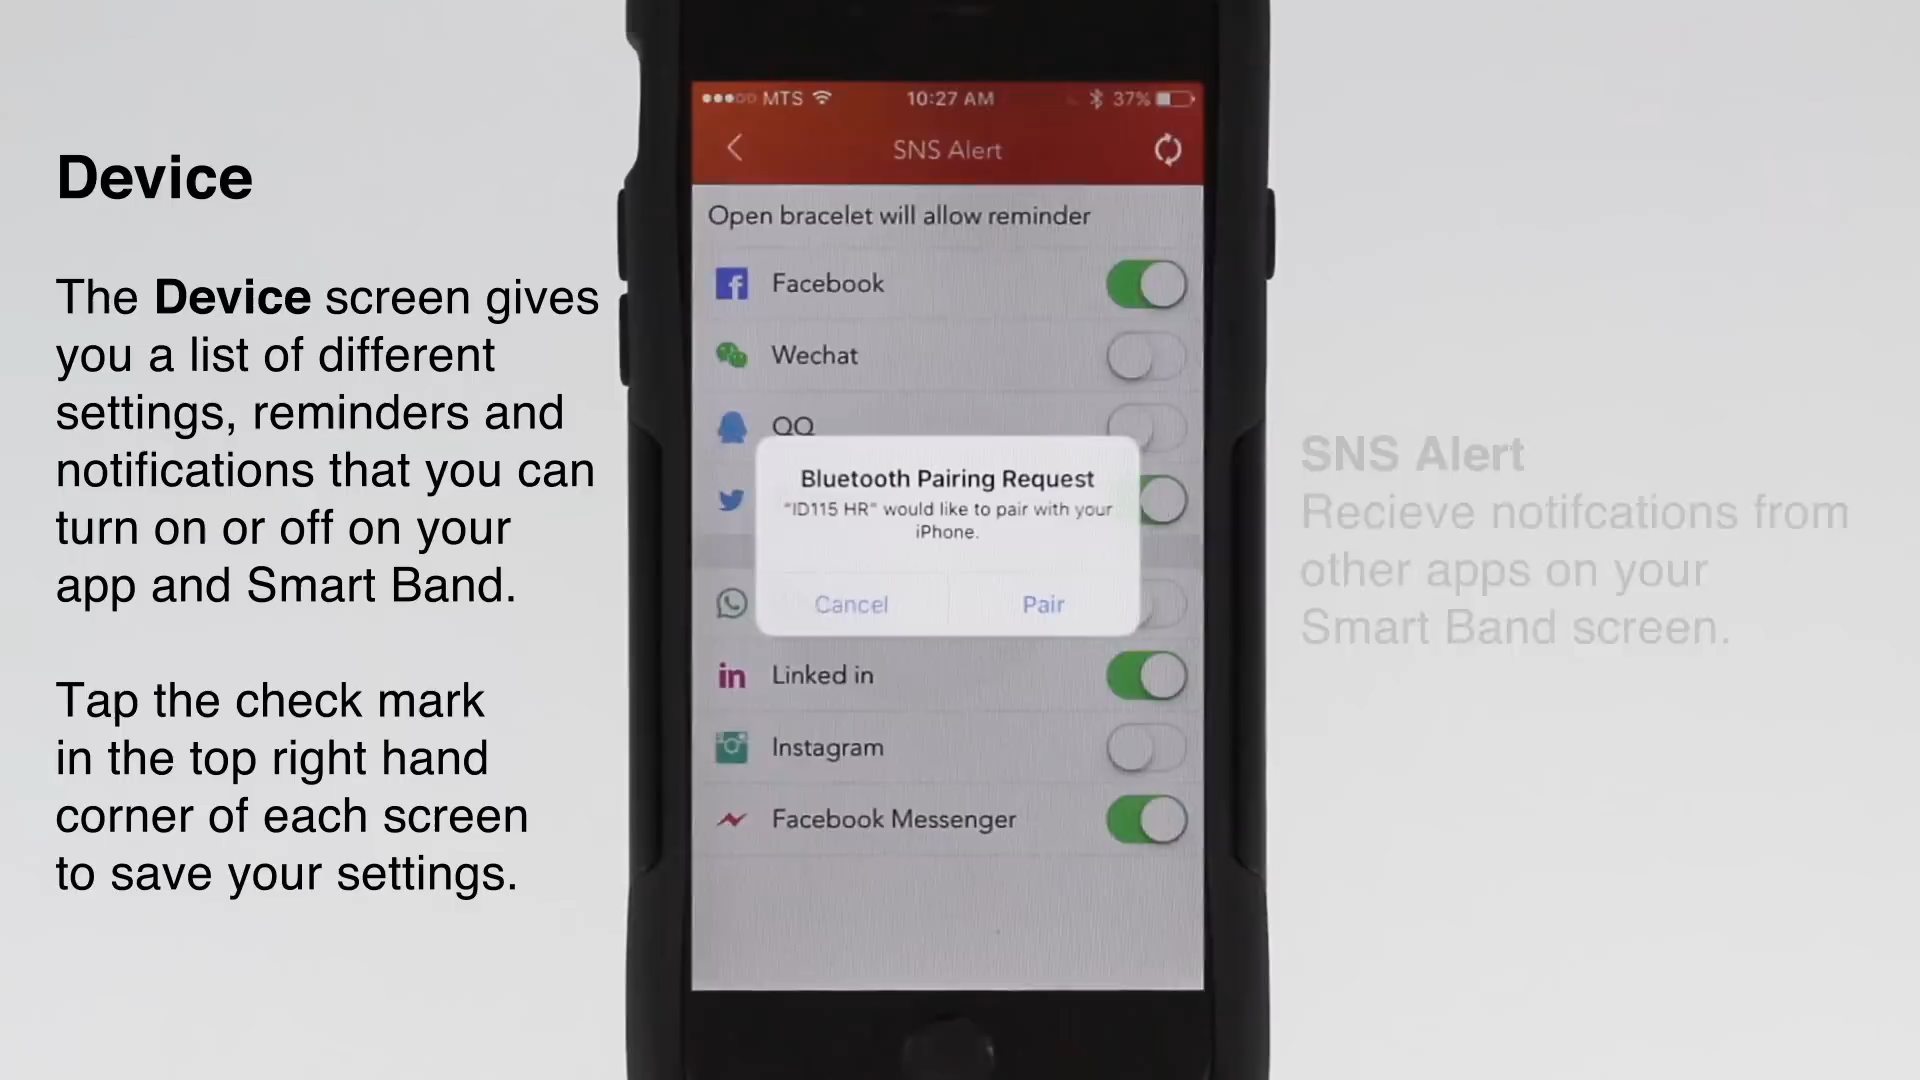 Device
The Device screen gives
you a list of different
settings, reminders and
notifications that you can
turn on or off on your
app and Smart Band.
Tap the check mark
in the top right hand
corner of each screen
to save your settings.
MTS 10:27 AM 37%
SNS Alert
Open bracelet will allow reminder
Facebook
Wechat
QQ
Bluetooth Pairing Request
"ID115 HR" would like to pair with your
iPhone.
Cancel Pair
Linked in
Instagram
Facebook Messenger
SNS Alert
Recieve notifcations from
other apps on your
Smart Band screen.